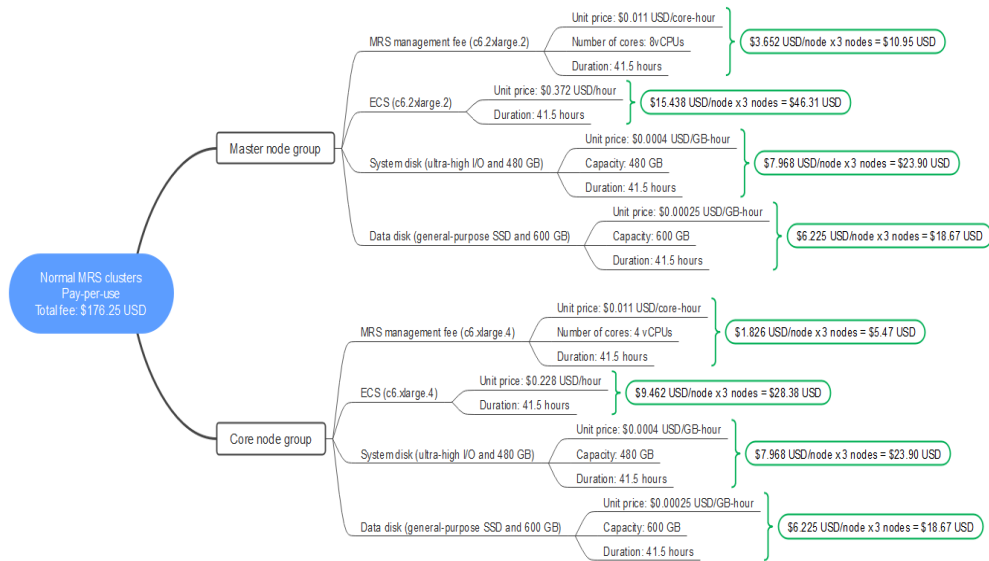 Normal MRS clusters
Pay-per-use
Total fee: $176.25 USD
Master node group
MRS management fee (c6.2xlarge.2)
Unit price: $0.011 USD/core-hour
Number of cores: 8vCPUs
Duration: 41.5 hours
$3.652 USD/node x 3 nodes = $10.95 USD
ECS (c6.2xlarge.2)
Unit price: $0.372 USD/hour
Duration: 41.5 hours
$15.438 USD/node x 3 nodes = $46.31 USD
System disk (ultra-high I/O and 480 GB)
Unit price: $0.0004 USD/GB-hour
Capacity: 480 GB
Duration: 41.5 hours
$7.968 USD/node x 3 nodes = $23.90 USD
Data disk (general-purpose SSD and 600 GB)
Unit price: $0.00025 USD/GB-hour
Capacity: 600 GB
Duration: 41.5 hours
$6.225 USD/node x 3 nodes = $18.67 USD
Core node group
MRS management fee (c6.xlarge.4)
Unit price: $0.011 USD/core-hour
Number of cores: 4 vCPUs
Duration: 41.5 hours
$1.826 USD/node x 3 nodes = $5.47 USD
ECS (c6.xlarge.4)
Unit price: $0.228 USD/hour
Duration: 41.5 hours
$9.462 USD/node x 3 nodes = $28.38 USD
System disk (ultra-high I/O and 480 GB)
Unit price: $0.0004 USD/GB-hour
Capacity: 480 GB
Duration: 41.5 hours
$7.968 USD/node x 3 nodes = $23.90 USD
Data disk (general-purpose SSD and 600 GB)
Unit price: $0.00025 USD/GB-hour
Capacity: 600 GB
Duration: 41.5 hours
$6.225 USD/node x 3 nodes = $18.67 USD